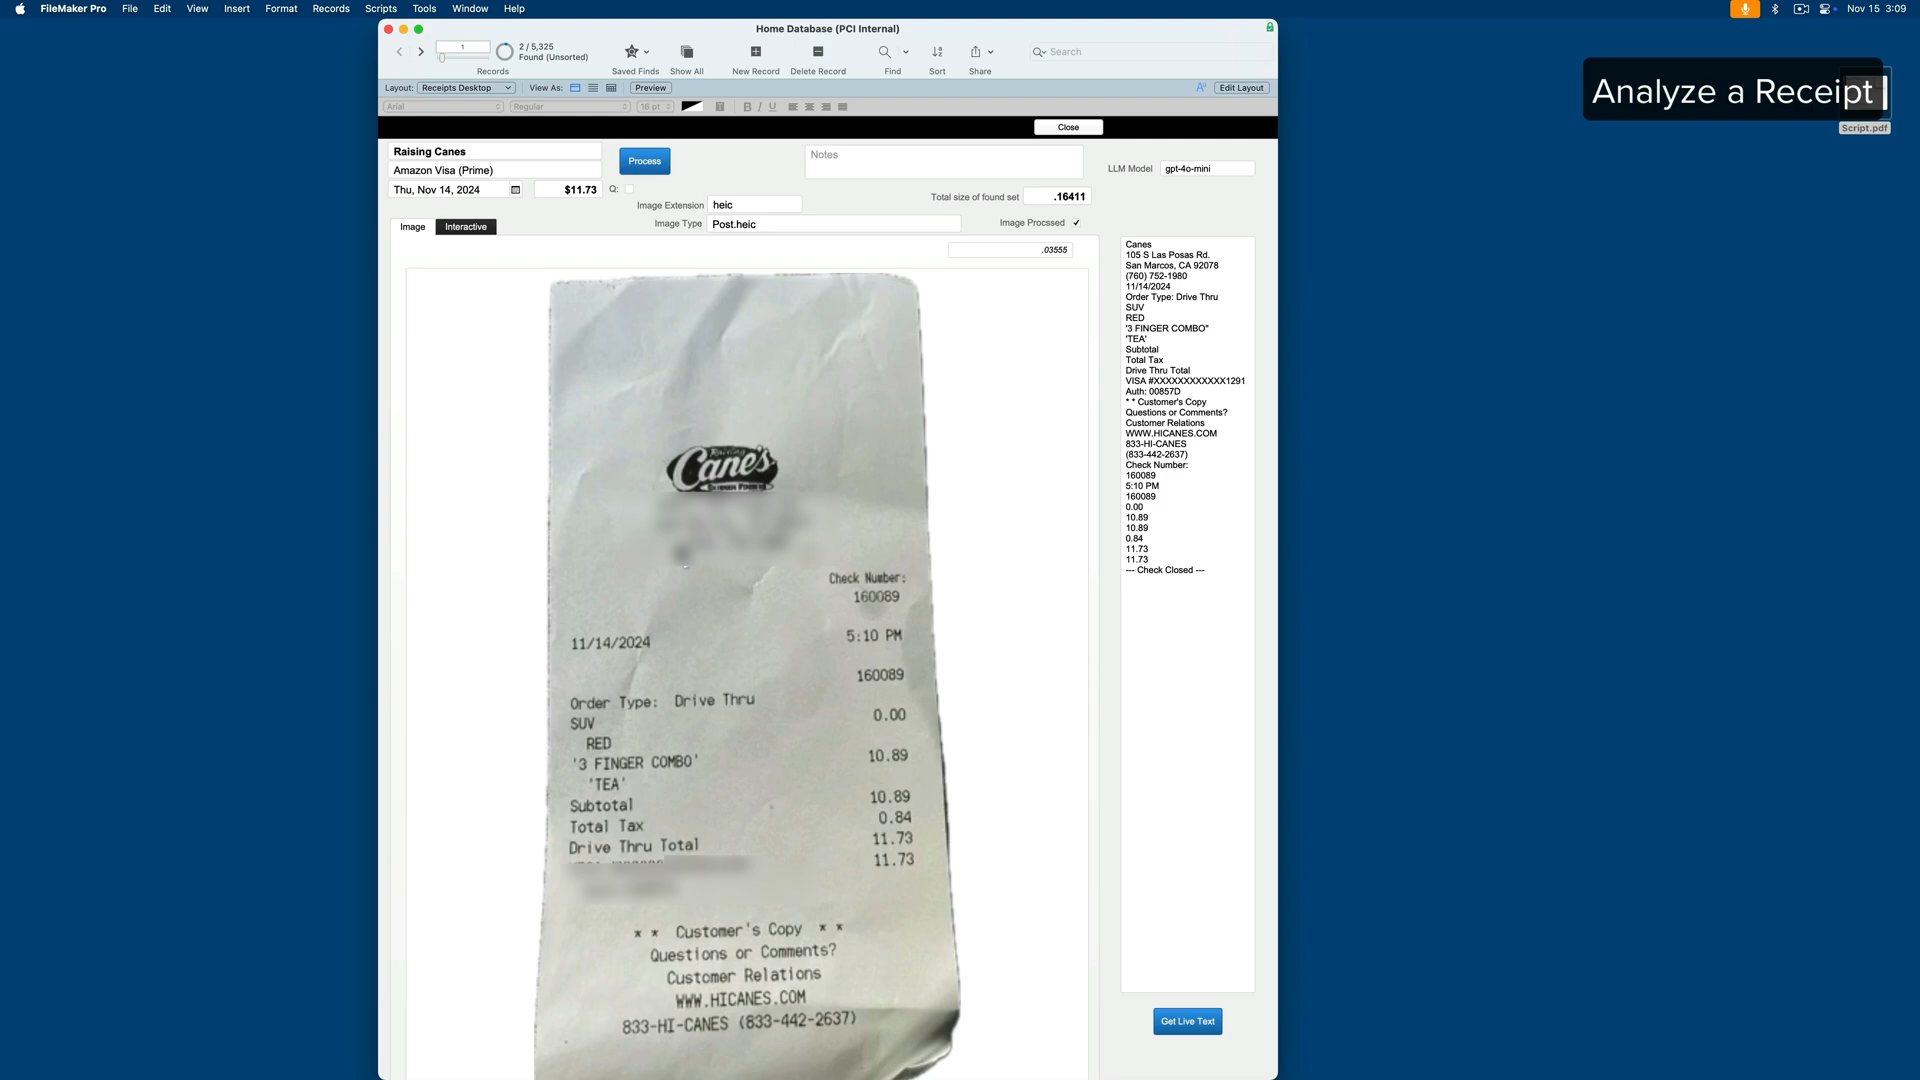 FileMaker Pro File Edit View Insert Format Records Scripts Tools Window Help Nov 15 3:09
Home Database (PCI Internal)
1 2 / 5,325
Found (Unsorted)
Search
Records Saved Finds Show All New Record Delete Record Find Sort Share
Layout: Receipts Desktop View As: Preview Edit Layout
Arial Regular 16 pt B I U
Analyze a Receipt
Script.pdf
Close
Raising Canes
Amazon Visa (Prime)
Thu, Nov 14, 2024 $11.73 Q:
Process
Notes
LLM Model gpt-4o-mini
Total size of found set .16411
Image Extension heic
Image Type Post.heic Image Procssed
Image Interactive
.03555
Raising
Cane's
Chicken Fingers
Check Number:
160089
11/14/2024 5:10 PM
160089
Order Type: Drive Thru
SUV 0.00
RED
'3 FINGER COMBO' 10.89
'TEA'
Subtotal 10.89
Total Tax 0.84
Drive Thru Total 11.73
11.73
* * Customer's Copy * *
Questions or Comments?
Customer Relations
WWW.HICANES.COM
833-HI-CANES (833-442-2637)
Canes
105 S Las Posas Rd.
San Marcos, CA 92078
(760) 752-1980
11/14/2024
Order Type: Drive Thru
SUV
RED
'3 FINGER COMBO"
'TEA'
Subtotal
Total Tax
Drive Thru Total
VISA #XXXXXXXXXXXX1291
Auth: 00857D
* * Customer's Copy
Questions or Comments?
Customer Relations
WWW.HICANES.COM
833-HI-CANES
(833-442-2637)
Check Number:
160089
5:10 PM
160089
0.00
10.89
10.89
0.84
11.73
11.73
--- Check Closed ---
Get Live Text